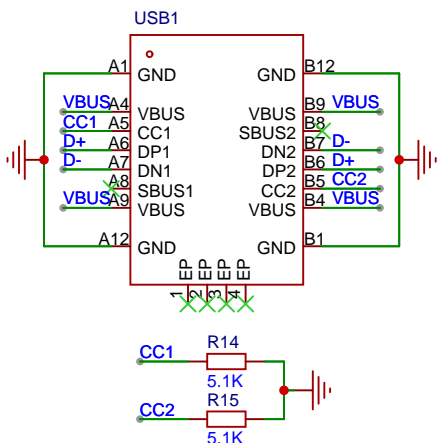 USB1
A1 GND GND B12
VBUS A4 VBUS VBUS B9 VBUS
CC1 A5 CC1 SBUS2 B8
D+ A6 DP1 DN2 B7 D-
D- A7 DN1 DP2 B6 D+
A8 SBUS1 CC2 B5 CC2
VBUS A9 VBUS VBUS B4 VBUS
A12 GND GND B1
EP EP EP EP
1 2 3 4
CC1 R14
5.1K
CC2 R15
5.1K